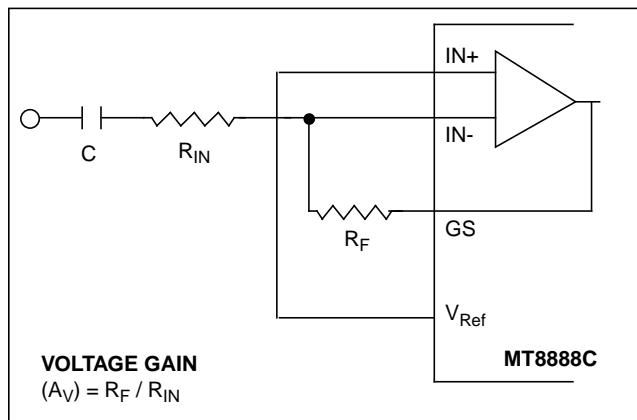 IN+
IN-
C
R_IN
R_F
GS
V_Ref
VOLTAGE GAIN
MT8888C
(A_V) = R_F / R_IN